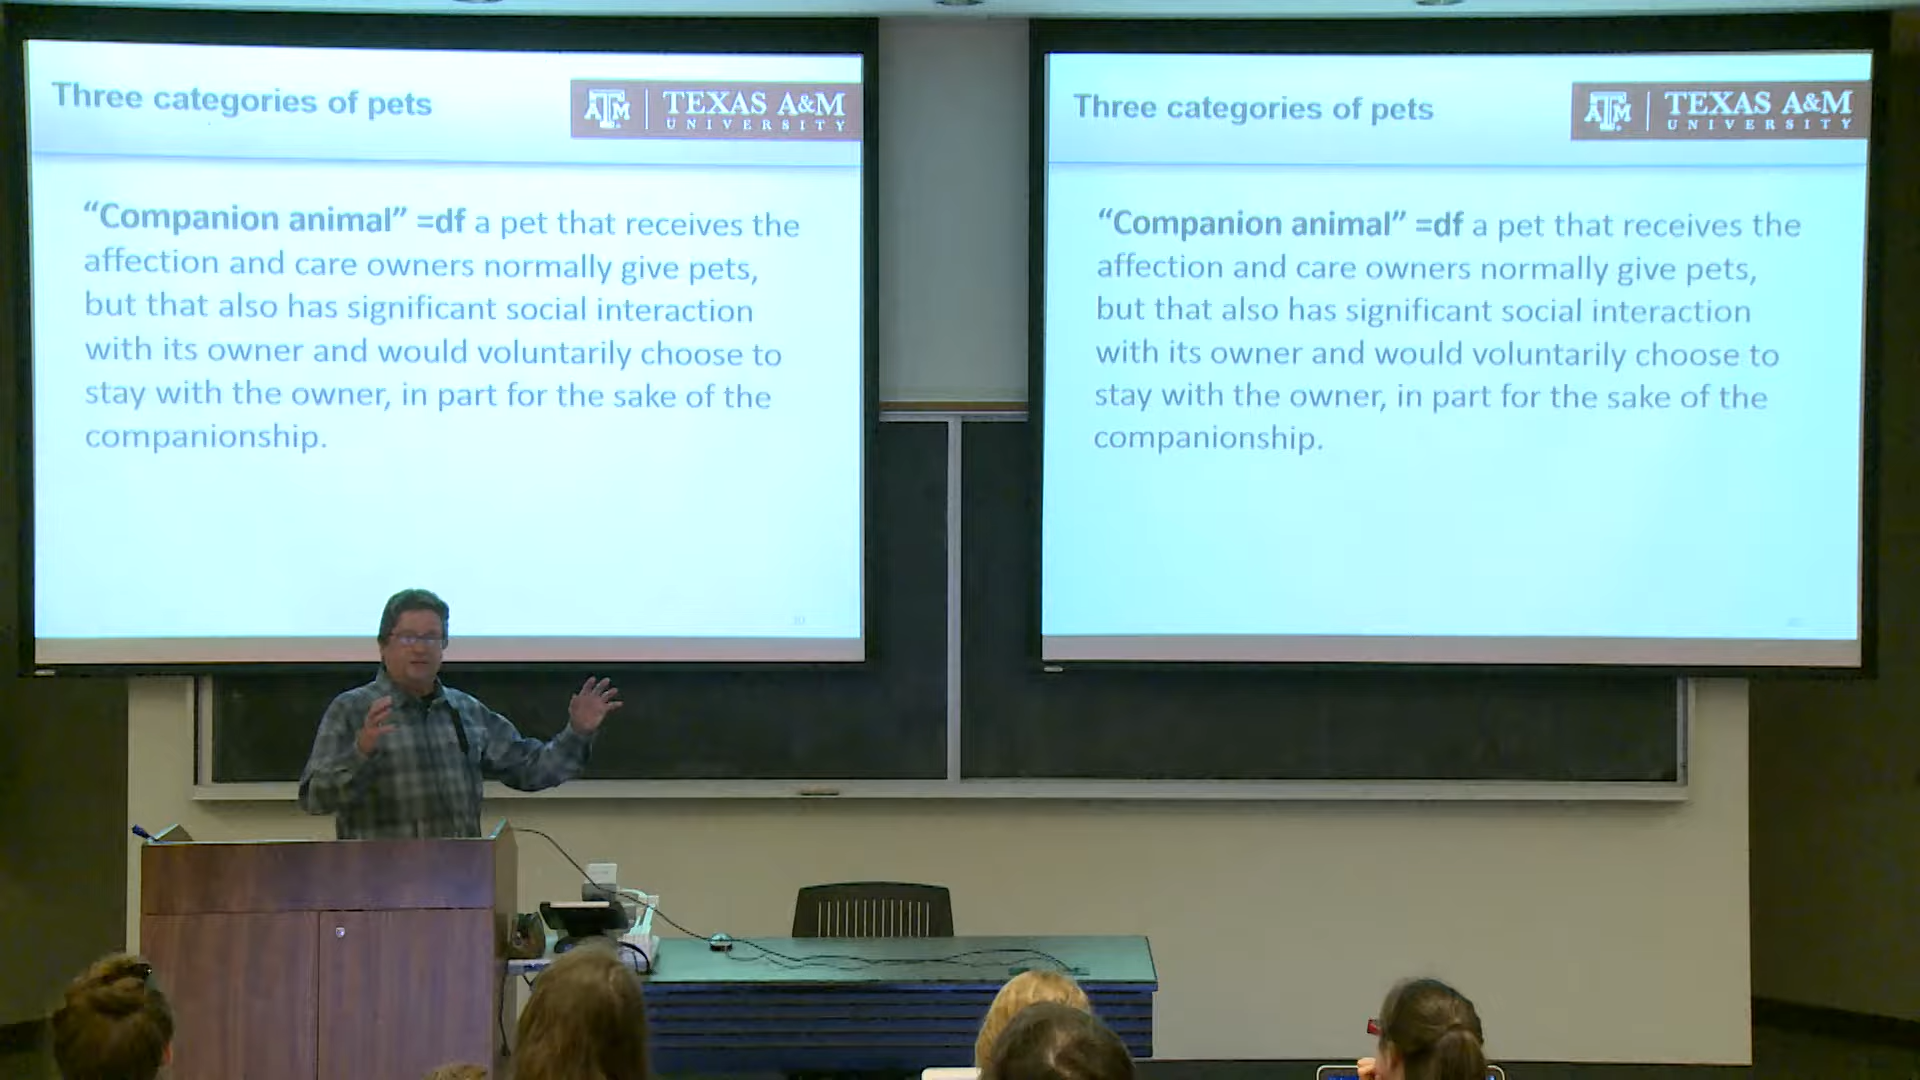 Three categories of pets
ATM | TEXAS A&M
UNIVERSITY
“Companion animal” =df a pet that receives the
affection and care owners normally give pets,
but that also has significant social interaction
with its owner and would voluntarily choose to
stay with the owner, in part for the sake of the
companionship.
Three categories of pets
ATM | TEXAS A&M
UNIVERSITY
“Companion animal” =df a pet that receives the
affection and care owners normally give pets,
but that also has significant social interaction
with its owner and would voluntarily choose to
stay with the owner, in part for the sake of the
companionship.